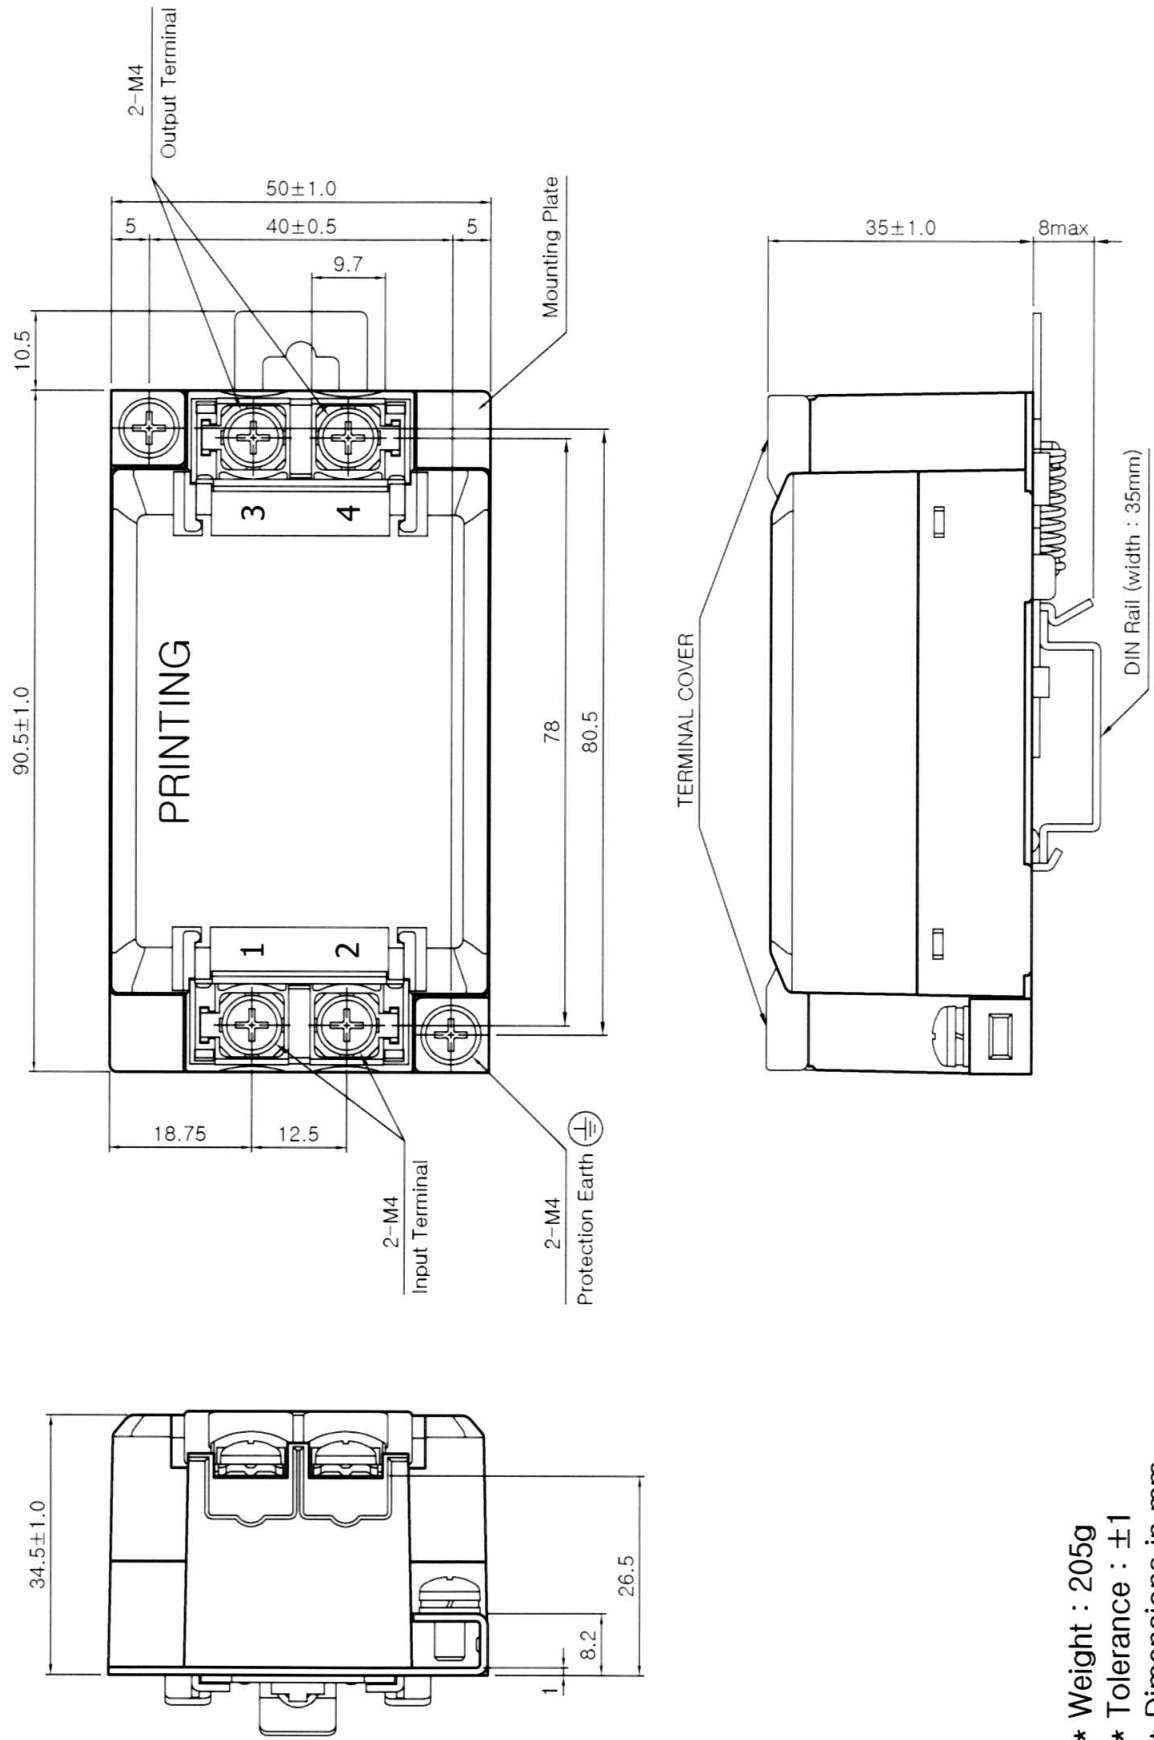 2-M4
Output Terminal
50±1.0
5
40±0.5
5
9.7
10.5
Mounting Plate
90.5±1.0
3
4
PRINTING
1
2
78
80.5
18.75
12.5
2-M4
Input Terminal
2-M4
Protection Earth
35±1.0
8max
TERMINAL COVER
DIN Rail (width : 35mm)
34.5±1.0
26.5
8.2
1
* Weight : 205g
* Tolerance : ±1
* Dimensions in mm